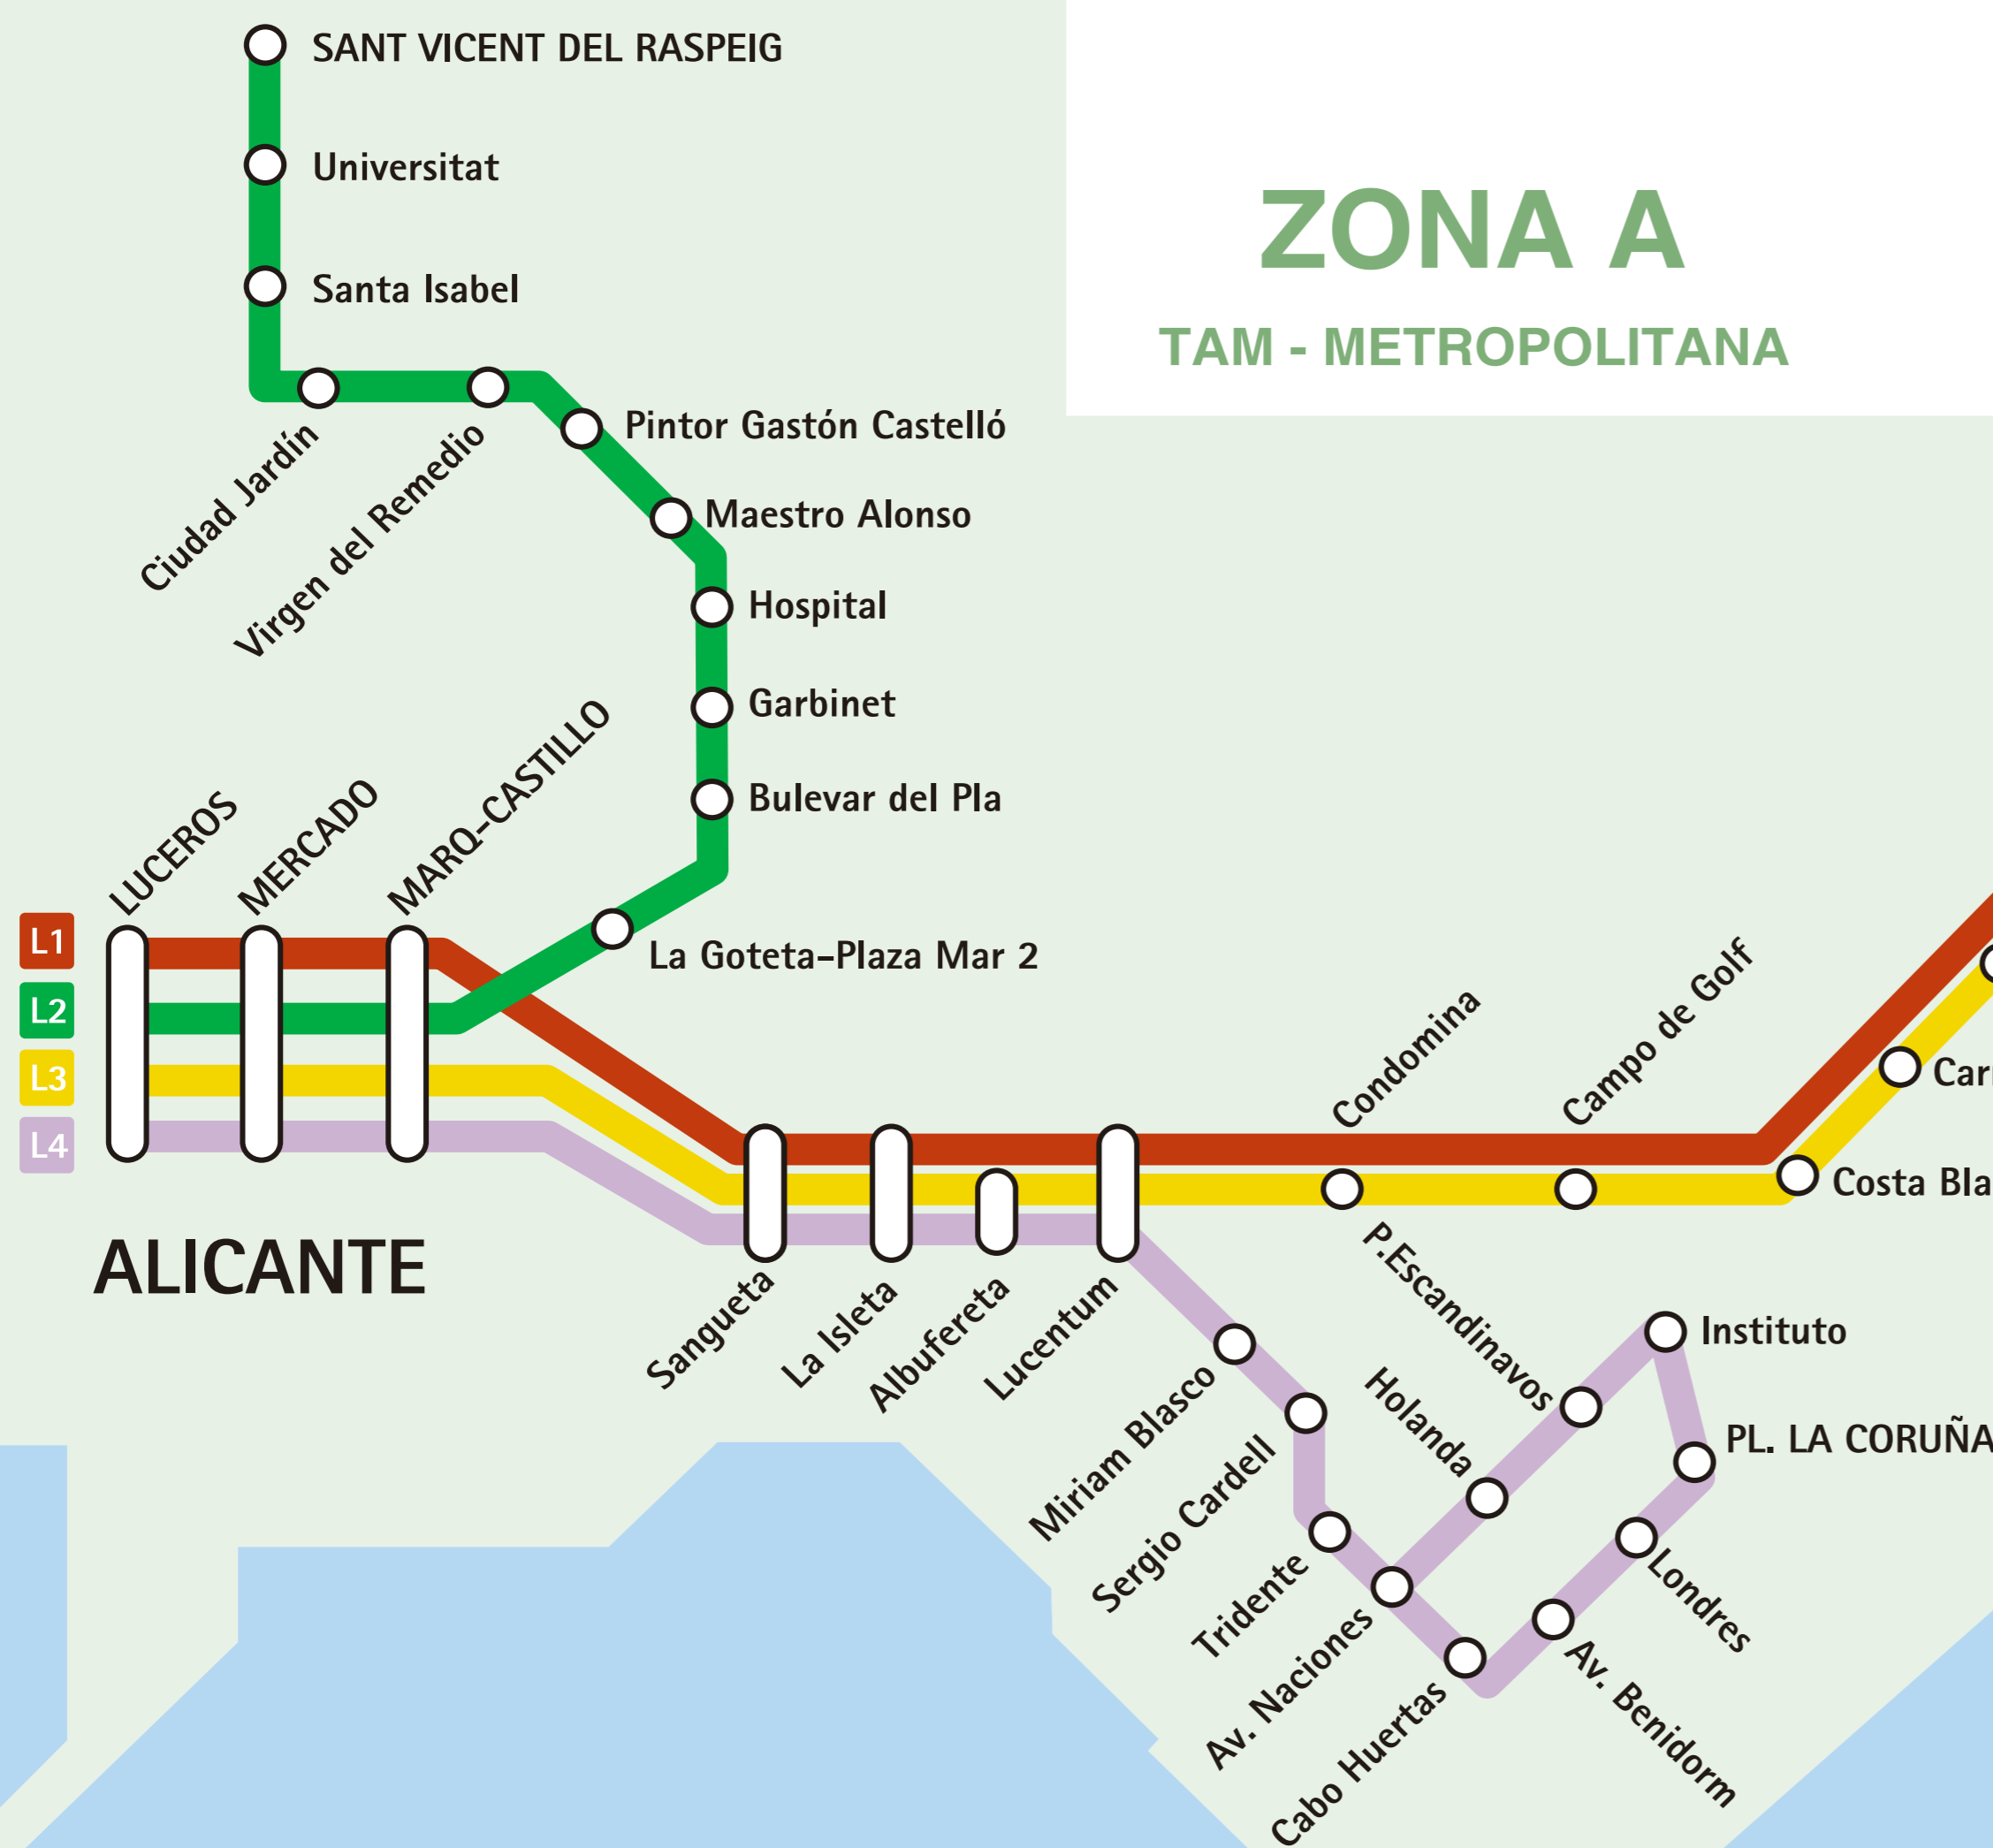 SANT VICENT DEL RASPEIG
Universitat
Santa Isabel
ZONA A
TAM - METROPOLITANA
Ciudad Jardín
Virgen del Remedio
Pintor Gastón Castelló
Maestro Alonso
Hospital
Garbinet
Bulevar del Pla
LUCEROS
MERCADO
MARQ-CASTILLO
La Goteta-Plaza Mar 2
L1
L2
L3
L4
Condomina
Campo de Golf
Carr
Costa Bla
ALICANTE
Sangueta
La Isleta
Albufereta
Lucentum
Miriam Blasco
Sergio Cardell
Tridente
Av. Naciones
Cabo Huertas
P.Escandinavos
Holanda
Instituto
PL. LA CORUÑA
Londres
Av. Benidorm